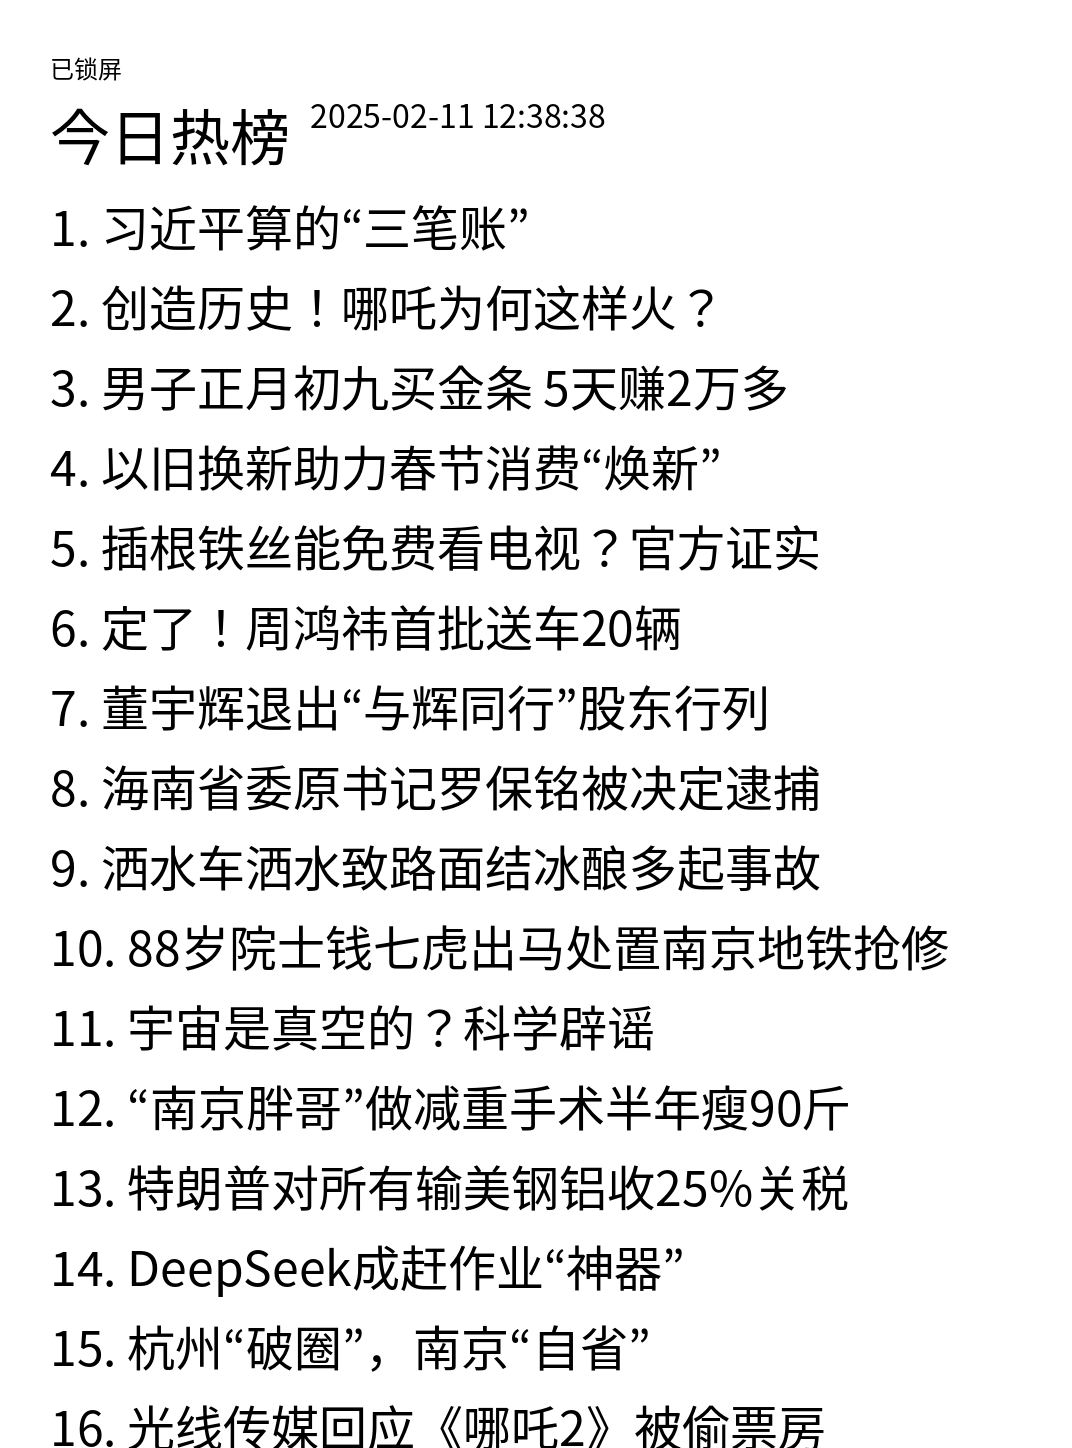 已锁屏
今日热榜 2025-02-11 12:38:38
1. 习近平算的“三笔账”
2. 创造历史！哪吒为何这样火？
3. 男子正月初九买金条 5天赚2万多
4. 以旧换新助力春节消费“焕新”
5. 插根铁丝能免费看电视？官方证实
6. 定了！周鸿祎首批送车20辆
7. 董宇辉退出“与辉同行”股东行列
8. 海南省委原书记罗保铭被决定逮捕
9. 洒水车洒水致路面结冰酿多起事故
10. 88岁院士钱七虎出马处置南京地铁抢修
11. 宇宙是真空的？科学辟谣
12. “南京胖哥”做减重手术半年瘦90斤
13. 特朗普对所有输美钢铝收25%关税
14. DeepSeek成赶作业“神器”
15. 杭州“破圈”，南京“自省”
16. 光线传媒回应《哪吒2》被偷票房